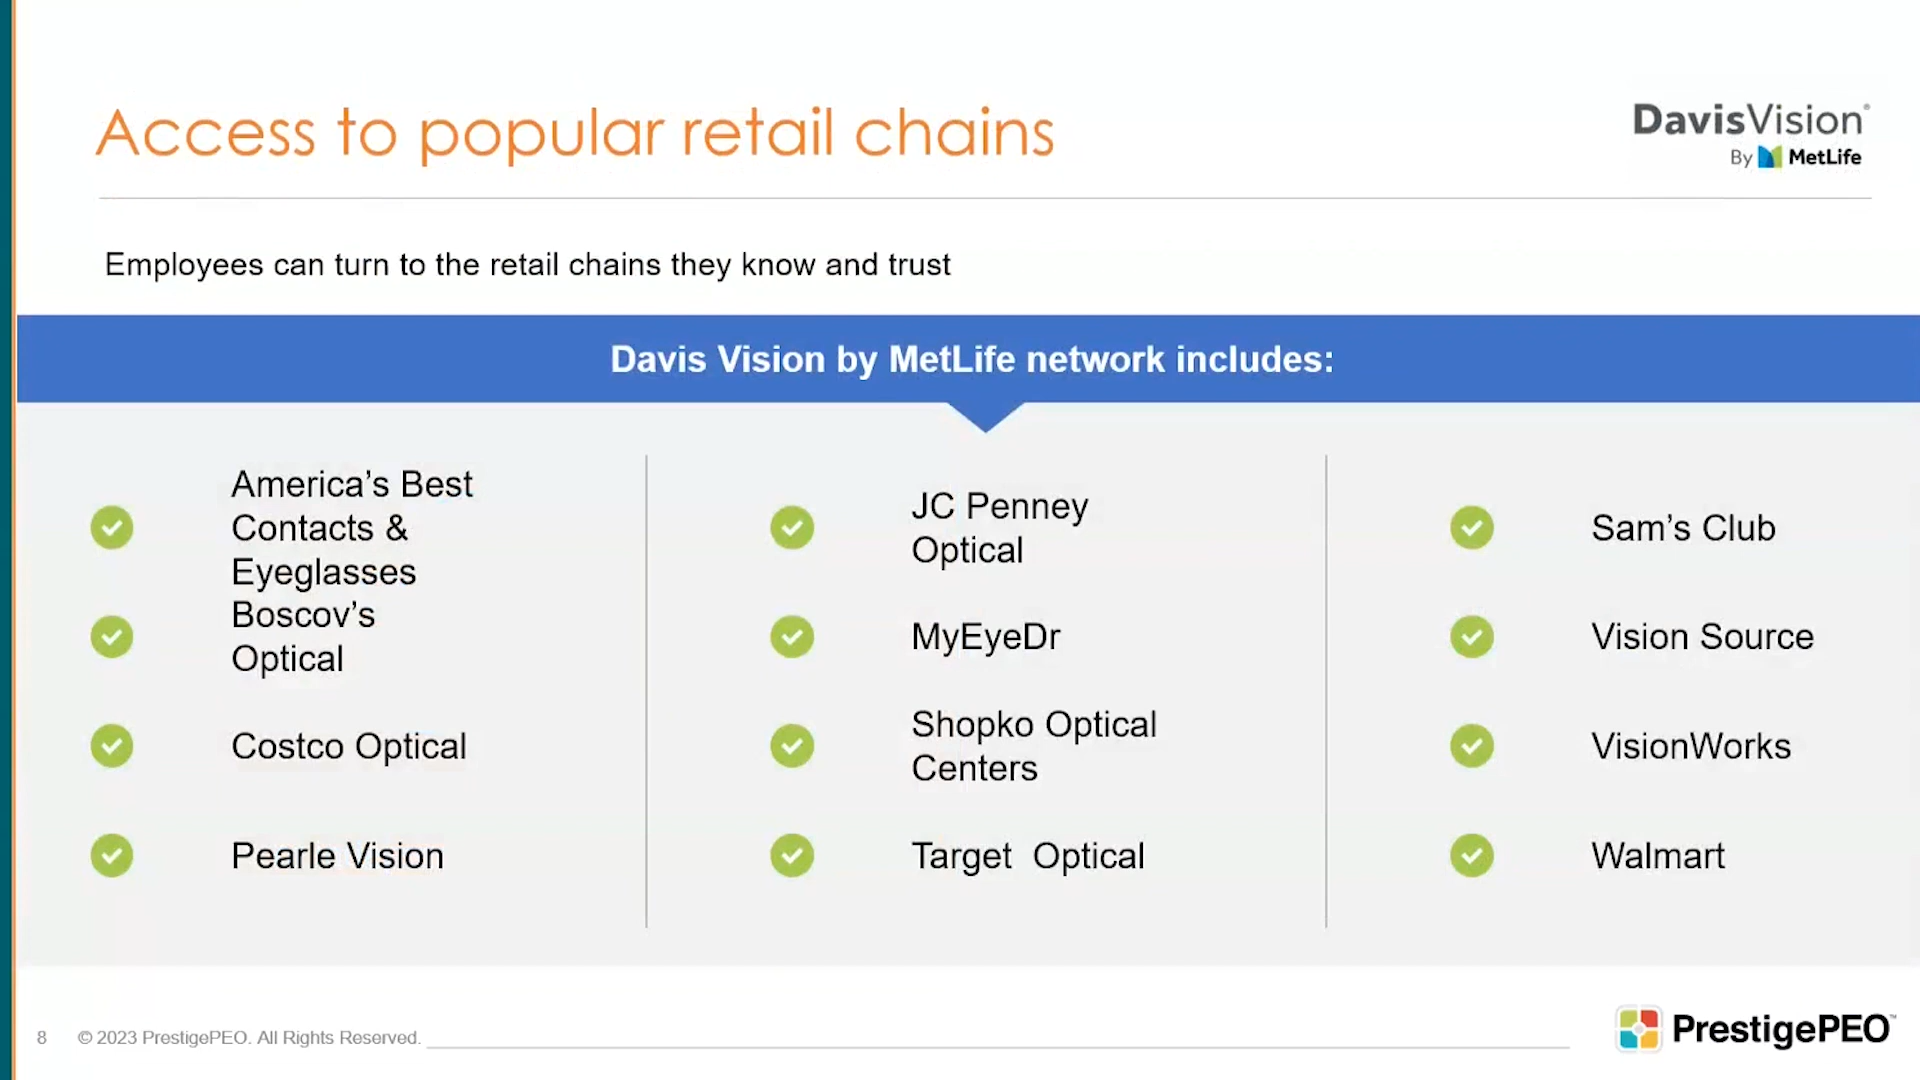 Access to popular retail chains
DavisVision®
By MetLife
Employees can turn to the retail chains they know and trust
Davis Vision by MetLife network includes:
America’s Best
Contacts &
Eyeglasses
Boscov’s
Optical
Costco Optical
Pearle Vision
JC Penney
Optical
MyEyeDr
Shopko Optical
Centers
Target  Optical
Sam’s Club
Vision Source
VisionWorks
Walmart
8 © 2023 PrestigePEO. All Rights Reserved.
PrestigePEO™